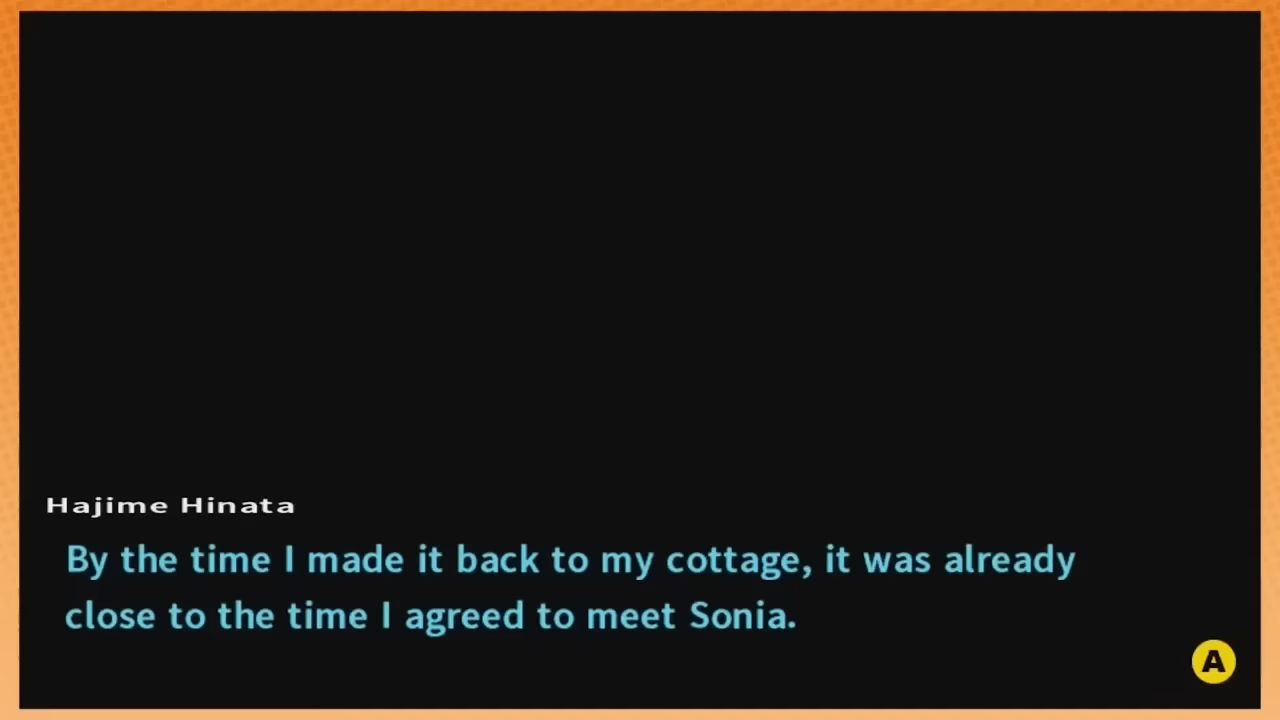 Hajime Hinata
By the time I made it back to my cottage, it was already
close to the time I agreed to meet Sonia.
A